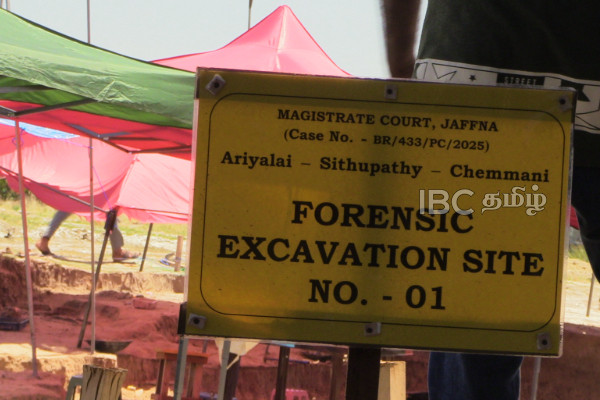 STREET
MAGISTRATE COURT, JAFFNA
(Case No. - BR/433/PC/2025)
Ariyalai – Sithupathy – Chemmani
IBC தமிழ்
FORENSIC
EXCAVATION SITE
NO. - 01